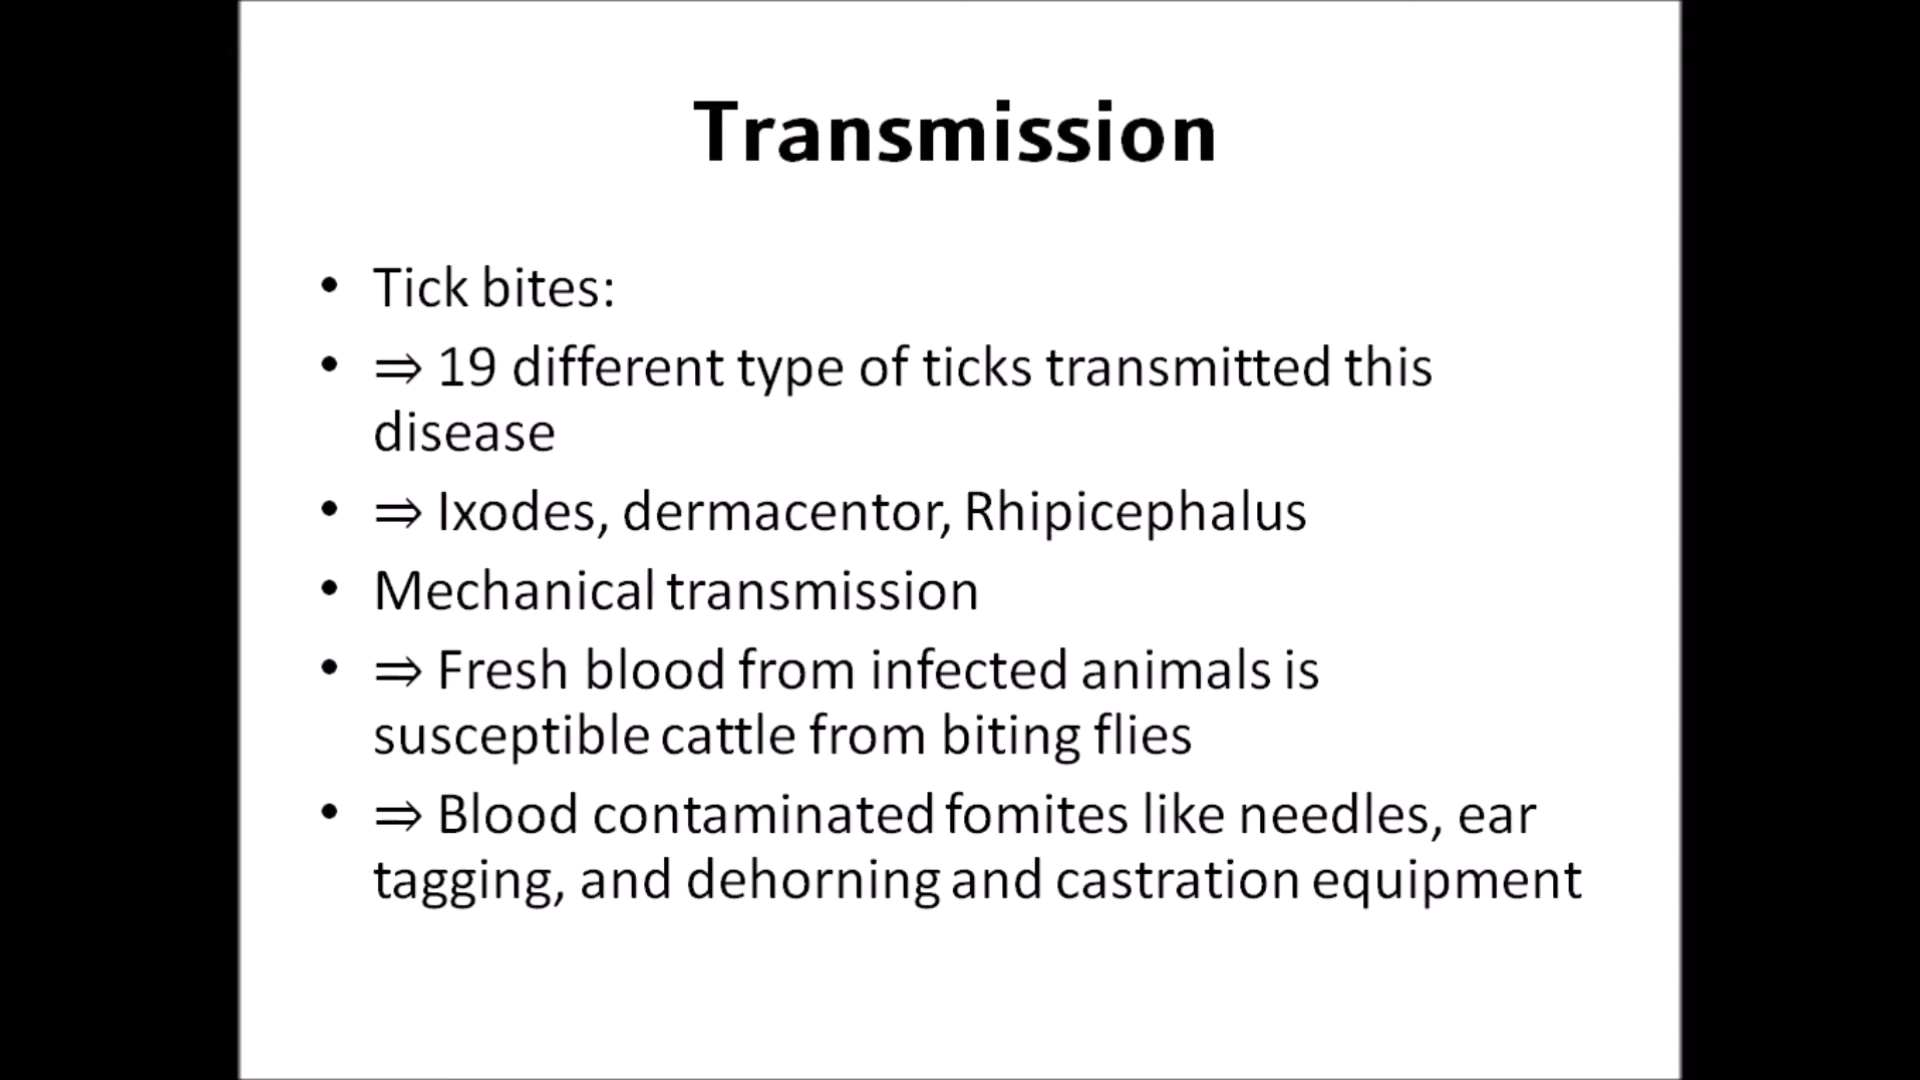 Transmission
• Tick bites:
• ⇒ 19 different type of ticks transmitted this
disease
• ⇒ Ixodes, dermacentor, Rhipicephalus
• Mechanical transmission
• ⇒ Fresh blood from infected animals is
susceptible cattle from biting flies
• ⇒ Blood contaminated fomites like needles, ear
tagging, and dehorning and castration equipment